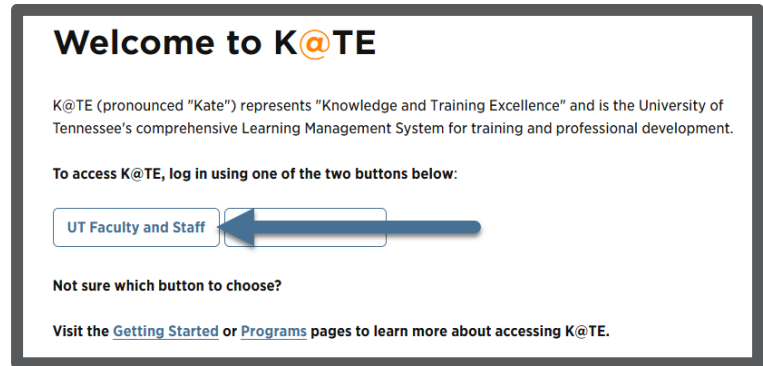 Welcome to K@TE
K@TE (pronounced "Kate") represents "Knowledge and Training Excellence" and is the University of
Tennessee's comprehensive Learning Management System for training and professional development.
To access K@TE, log in using one of the two buttons below:
UT Faculty and Staff
Not sure which button to choose?
Visit the Getting Started or Programs pages to learn more about accessing K@TE.